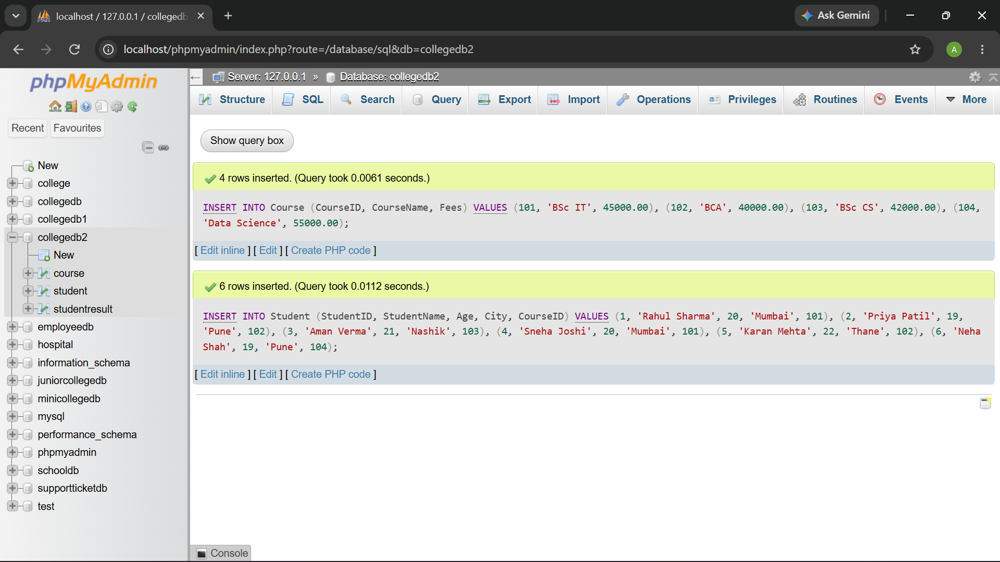 localhost / 127.0.0.1 / collegedb
Ask Gemini
localhost/phpmyadmin/index.php?route=/database/sql&db=collegedb2
A
phpMyAdmin
Recent
Favourites
New
college
collegedb
collegedb1
collegedb2
New
course
student
studentresult
employeedb
hospital
information_schema
juniorcollegedb
minicollegedb
mysql
performance_schema
phpmyadmin
schooldb
supportticketdb
test
Server: 127.0.0.1 » Database: collegedb2
Structure SQL Search Query Export Import Operations Privileges Routines Events More
Show query box
4 rows inserted. (Query took 0.0061 seconds.)
INSERT INTO Course (CourseID, CourseName, Fees) VALUES (101, 'BSc IT', 45000.00), (102, 'BCA', 40000.00), (103, 'BSc CS', 42000.00), (104,
'Data Science', 55000.00);
[ Edit inline ] [ Edit ] [ Create PHP code ]
6 rows inserted. (Query took 0.0112 seconds.)
INSERT INTO Student (StudentID, StudentName, Age, City, CourseID) VALUES (1, 'Rahul Sharma', 20, 'Mumbai', 101), (2, 'Priya Patil', 19,
'Pune', 102), (3, 'Aman Verma', 21, 'Nashik', 103), (4, 'Sneha Joshi', 20, 'Mumbai', 101), (5, 'Karan Mehta', 22, 'Thane', 102), (6, 'Neha
Shah', 19, 'Pune', 104);
[ Edit inline ] [ Edit ] [ Create PHP code ]
Console